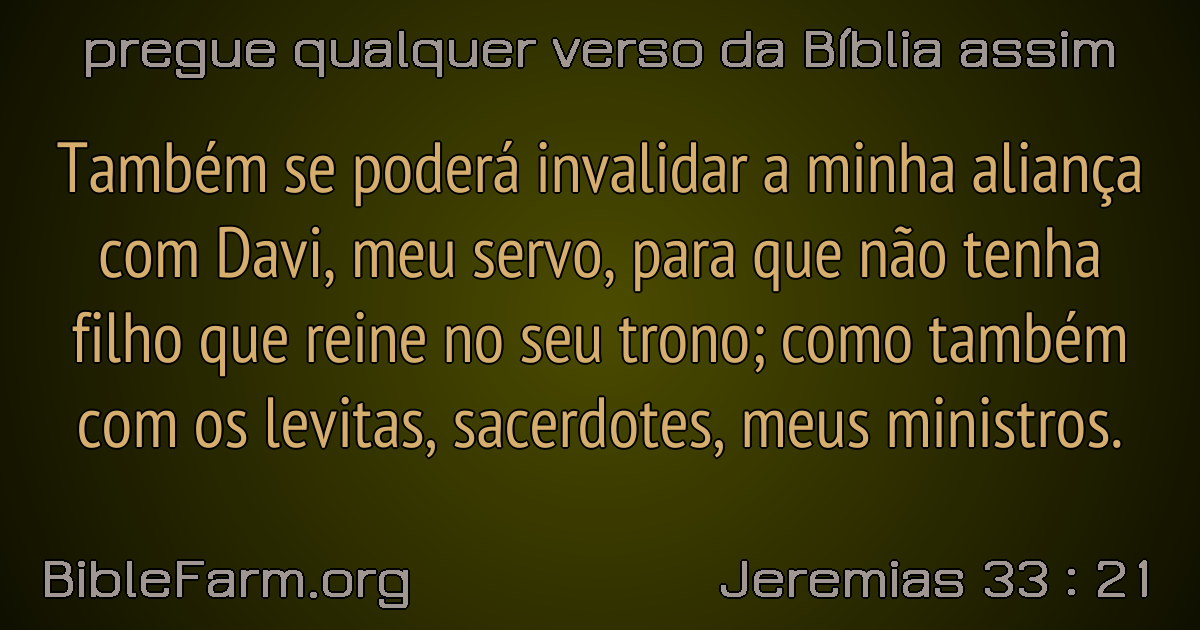 pregue qualquer verso da Bíblia assim
Também se poderá invalidar a minha aliança
com Davi, meu servo, para que não tenha
filho que reine no seu trono; como também
com os levitas, sacerdotes, meus ministros.
BibleFarm.org
Jeremias 33 : 21